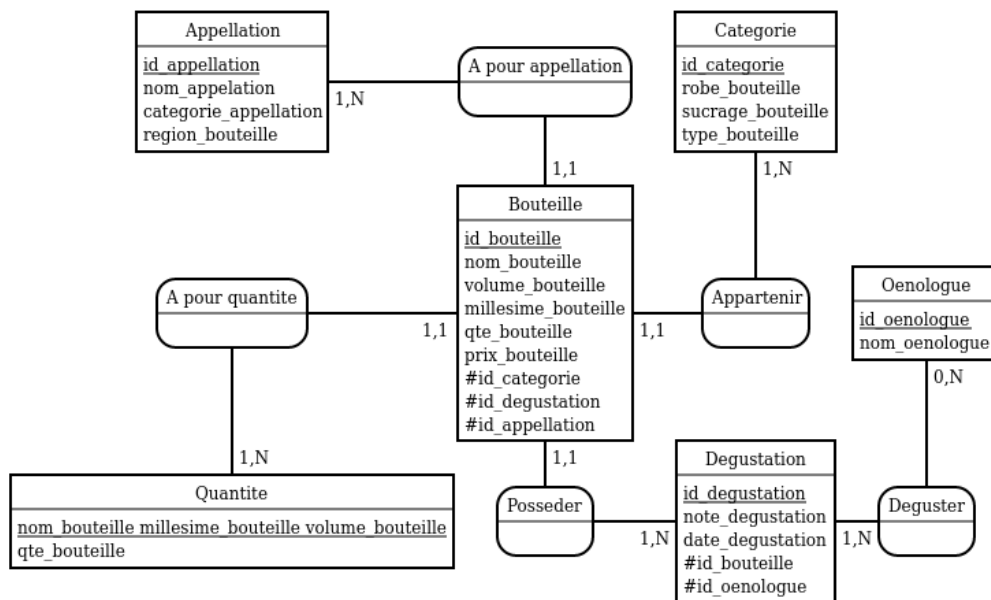 Appellation
id_appellation
nom_appelation
categorie_appellation
region_bouteille
1,N
A pour appellation
1,1
Categorie
id_categorie
robe_bouteille
sucrage_bouteille
type_bouteille
1,N
Bouteille
id_bouteille
nom_bouteille
volume_bouteille
millesime_bouteille
qte_bouteille
prix_bouteille
#id_categorie
#id_degustation
#id_appellation
A pour quantite
1,1
1,1
Appartenir
Oenologue
id_oenologue
nom_oenologue
0,N
1,N
Quantite
nom_bouteille millesime_bouteille volume_bouteille
qte_bouteille
1,1
Posseder
1,N
Degustation
id_degustation
note_degustation
date_degustation
#id_bouteille
#id_oenologue
1,N
Deguster